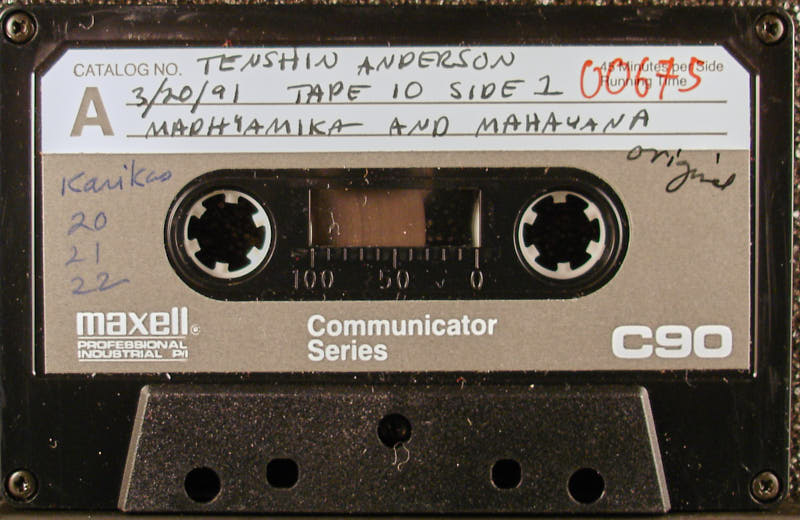 CATALOG NO. TENSHIN ANDERSON
45 Minutes per Side
Running Time
00675
A 3/20/91 TAPE 10 SIDE 1
MADHYAMIKA AND MAHAYANA
original
Karikas
20
21
22
100 50 0
maxell®
PROFESSIONAL
INDUSTRIAL P/I
Communicator
Series
C90